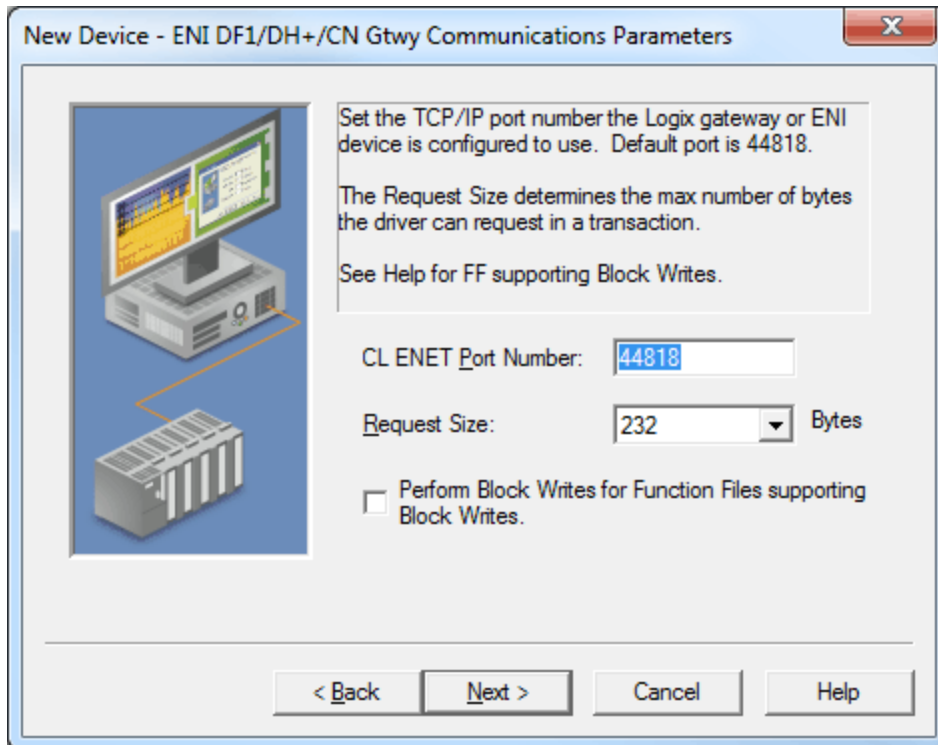 New Device - ENI DF1/DH+/CN Gtwy Communications Parameters
Set the TCP/IP port number the Logix gateway or ENI
device is configured to use.  Default port is 44818.
The Request Size determines the max number of bytes
the driver can request in a transaction.
See Help for FF supporting Block Writes.
CL ENET Port Number: 44818
Request Size: 232 Bytes
Perform Block Writes for Function Files supporting
Block Writes.
< Back Next > Cancel Help